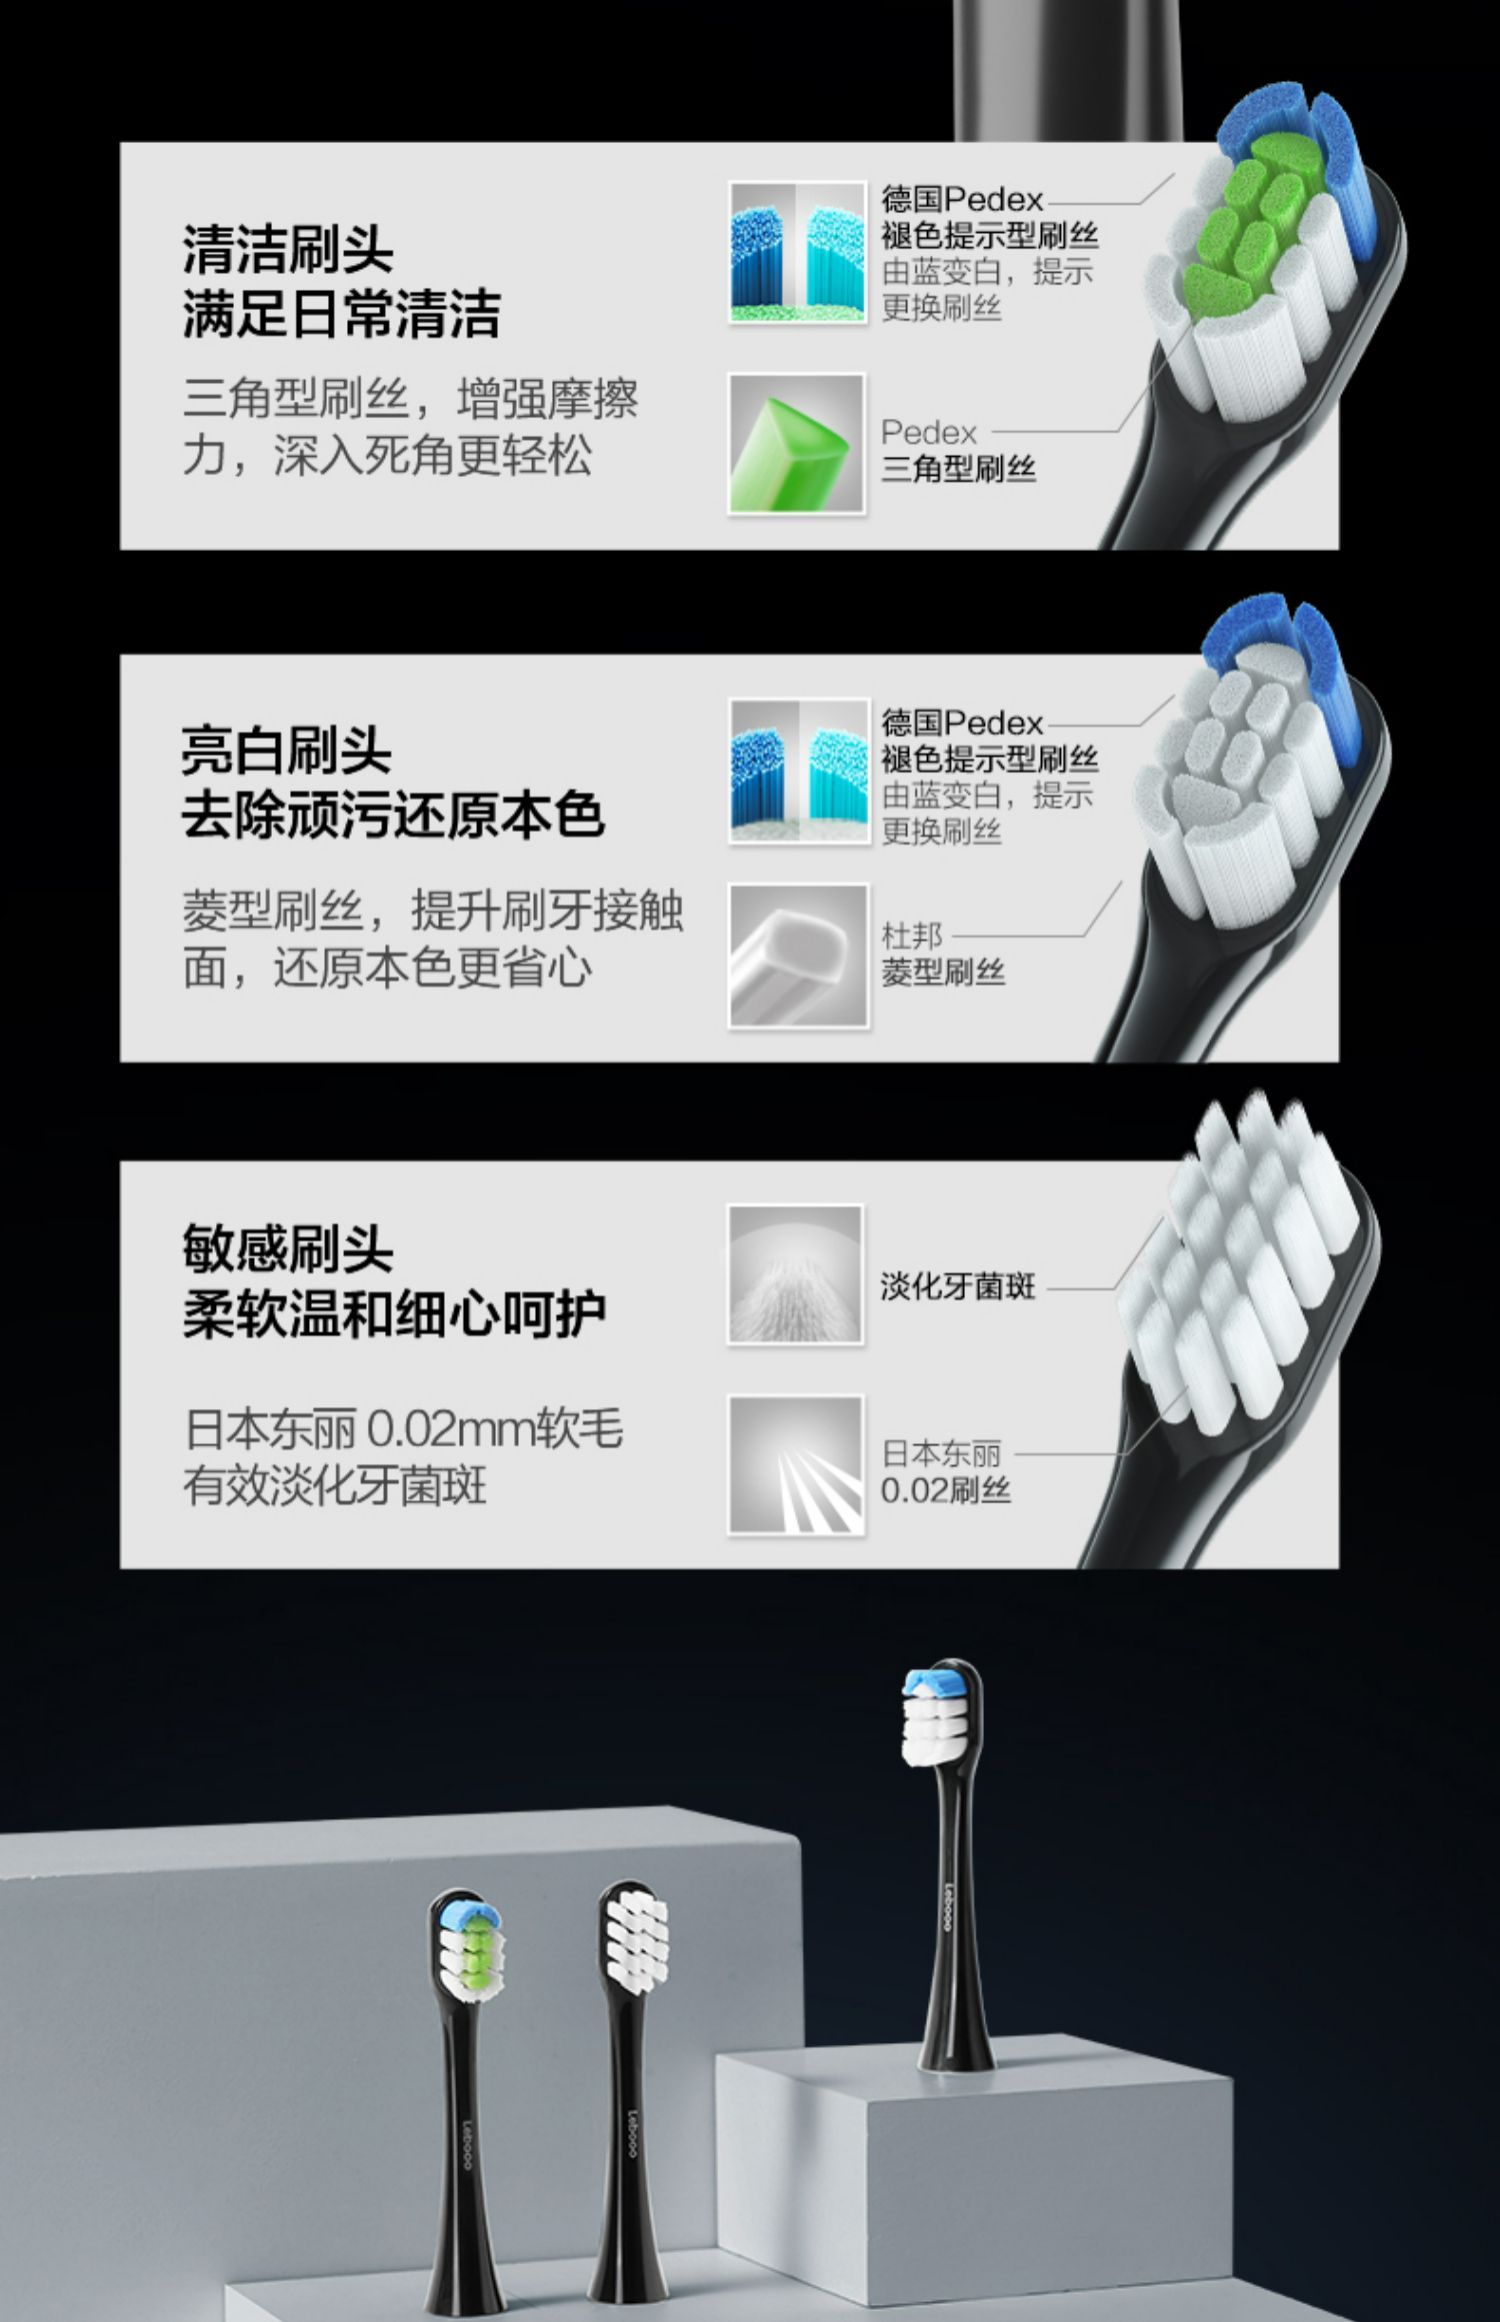 清洁刷头
满足日常清洁
三角型刷丝，增强摩擦
力，深入死角更轻松
德国Pedex
褪色提示型刷丝
由蓝变白，提示
更换刷丝
Pedex
三角型刷丝
亮白刷头
去除顽污还原本色
菱型刷丝，提升刷牙接触
面，还原本色更省心
德国Pedex
褪色提示型刷丝
由蓝变白，提示
更换刷丝
杜邦
菱型刷丝
敏感刷头
柔软温和细心呵护
日本东丽 0.02mm软毛
有效淡化牙菌斑
淡化牙菌斑
日本东丽
0.02刷丝
Lebooo
Lebooo
Lebooo